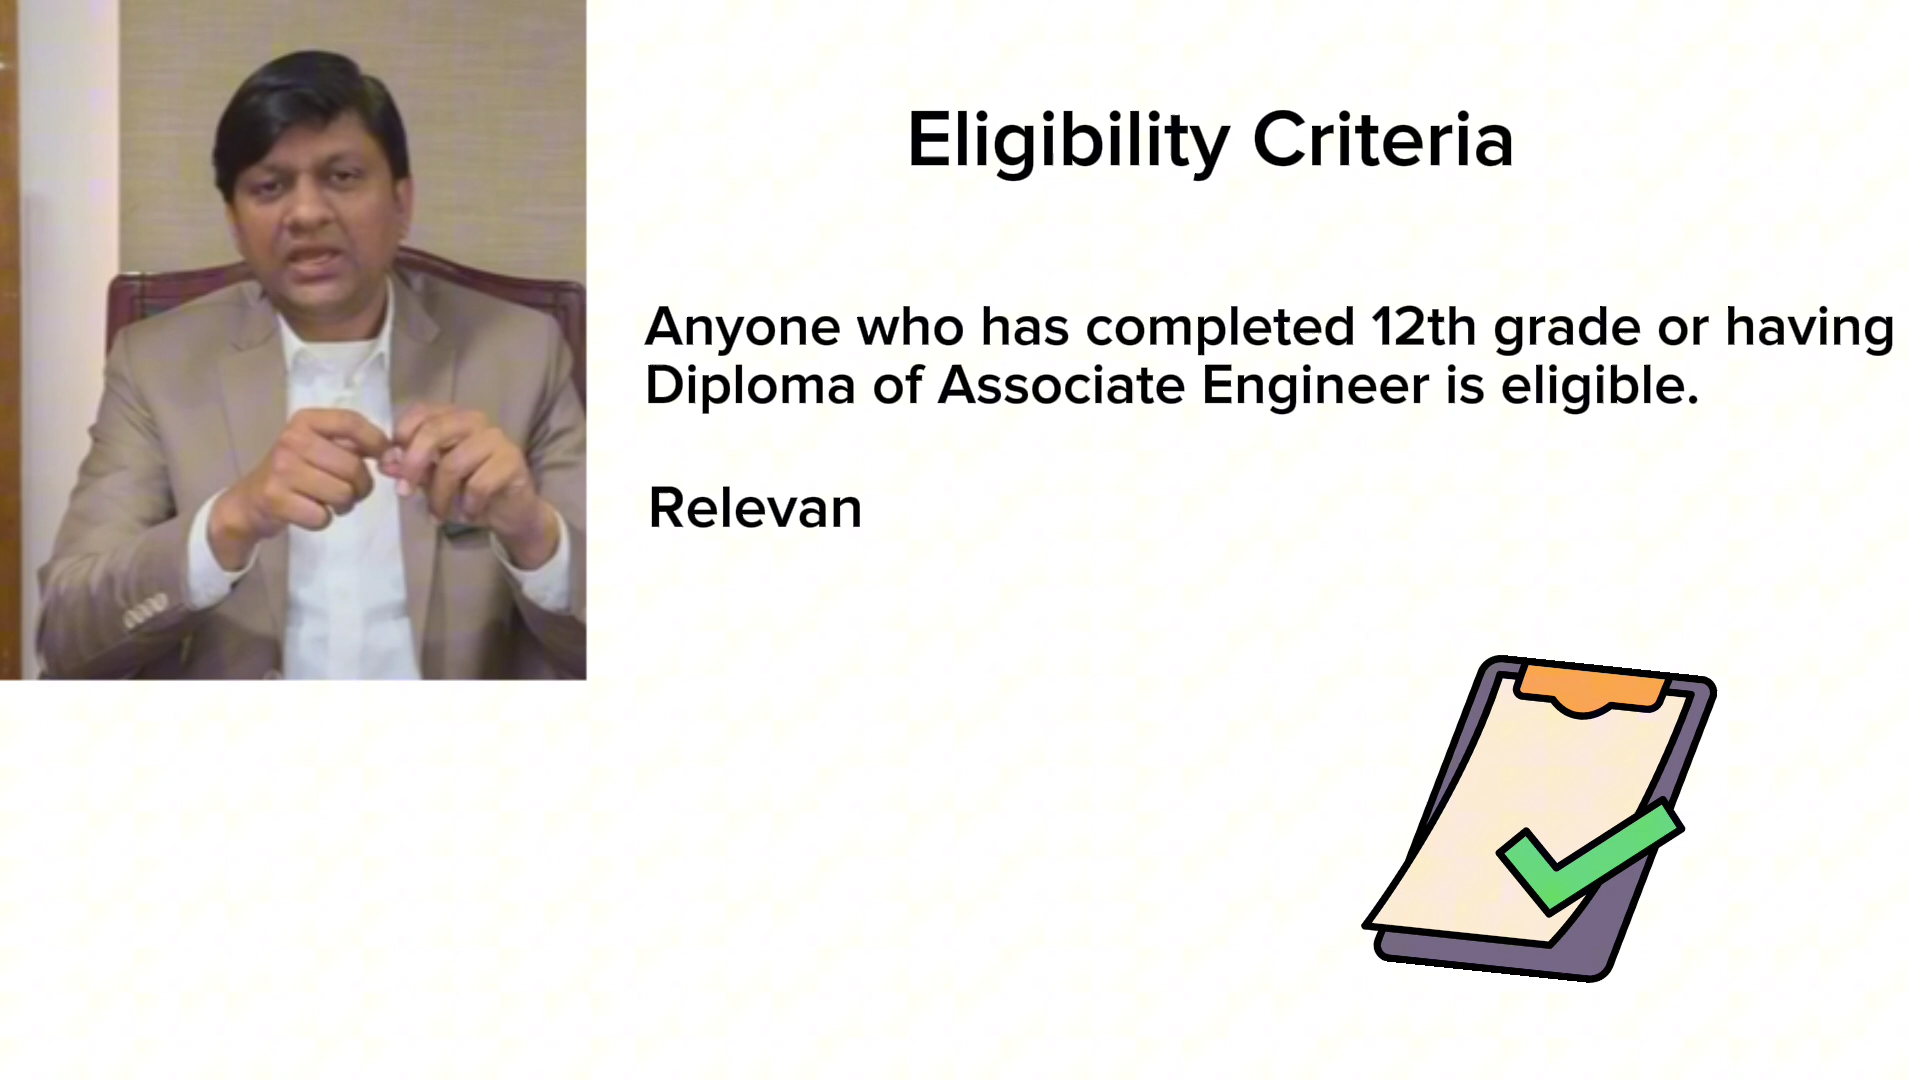 Eligibility Criteria
Anyone who has completed 12th grade or having
Diploma of Associate Engineer is eligible.
Relevan